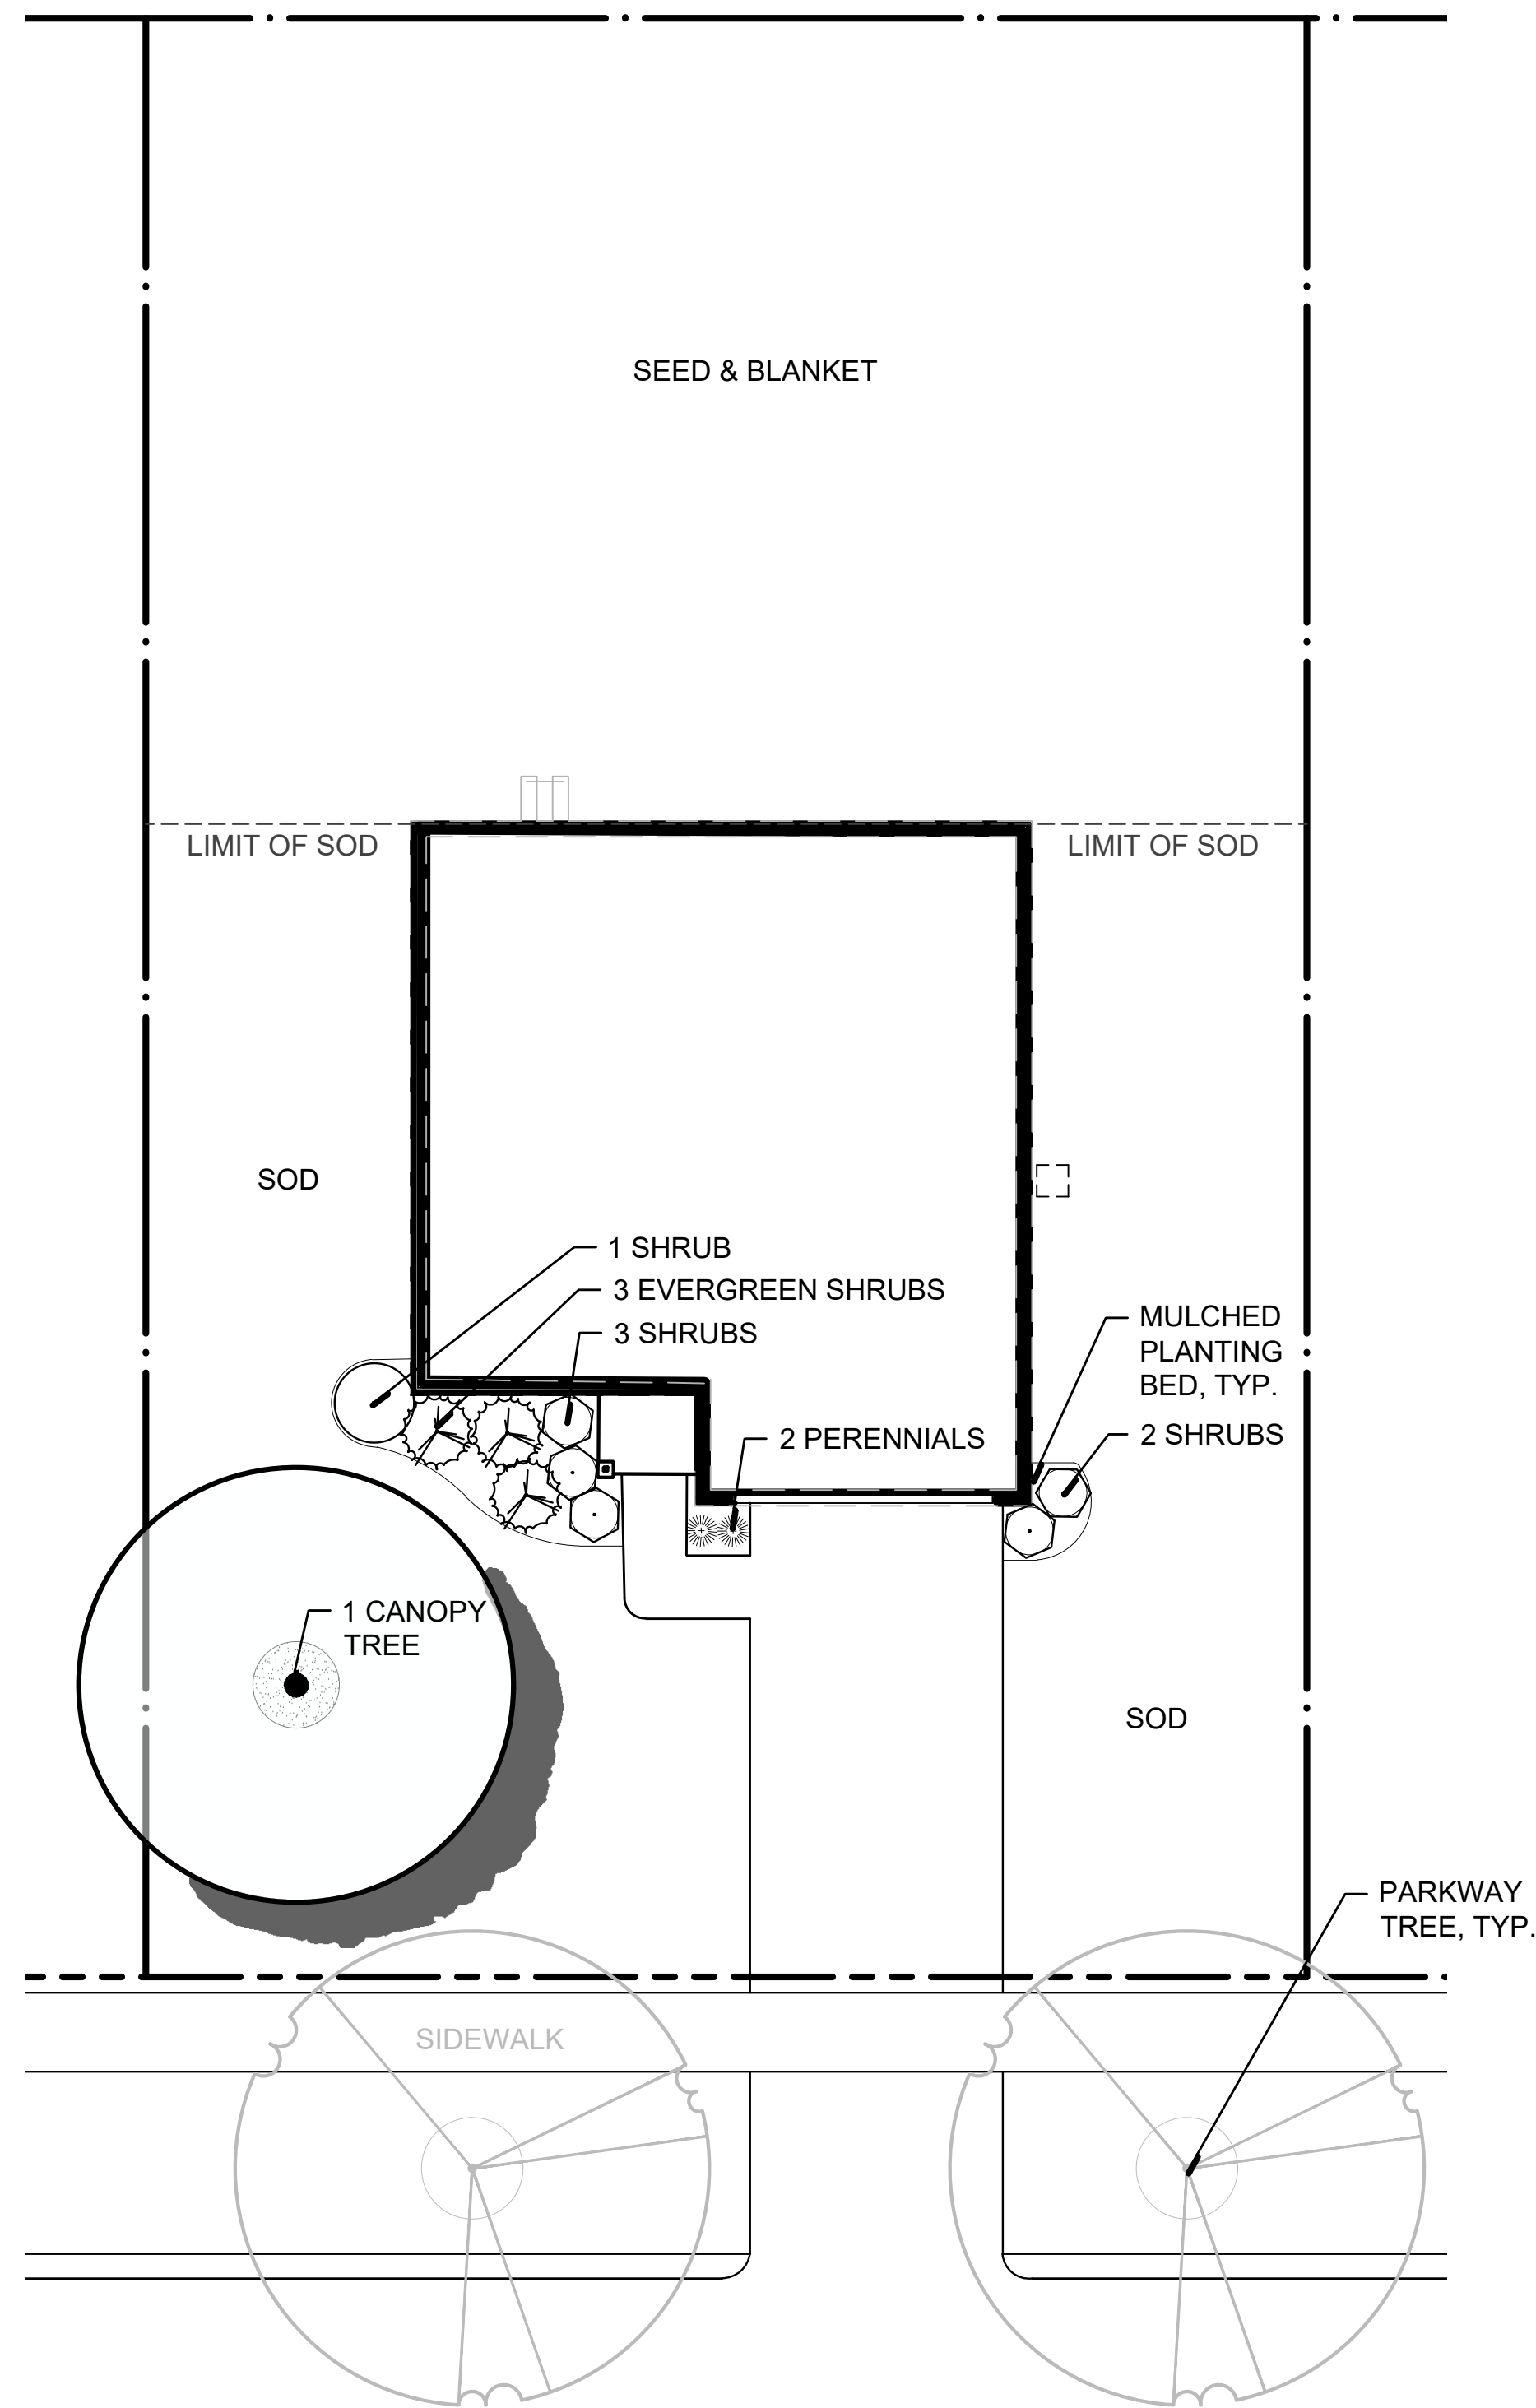 SEED & BLANKET
LIMIT OF SOD
LIMIT OF SOD
SOD
1 SHRUB
3 EVERGREEN SHRUBS
3 SHRUBS
MULCHED
PLANTING
BED, TYP.
2 PERENNIALS
2 SHRUBS
1 CANOPY
TREE
SOD
PARKWAY
TREE, TYP.
SIDEWALK